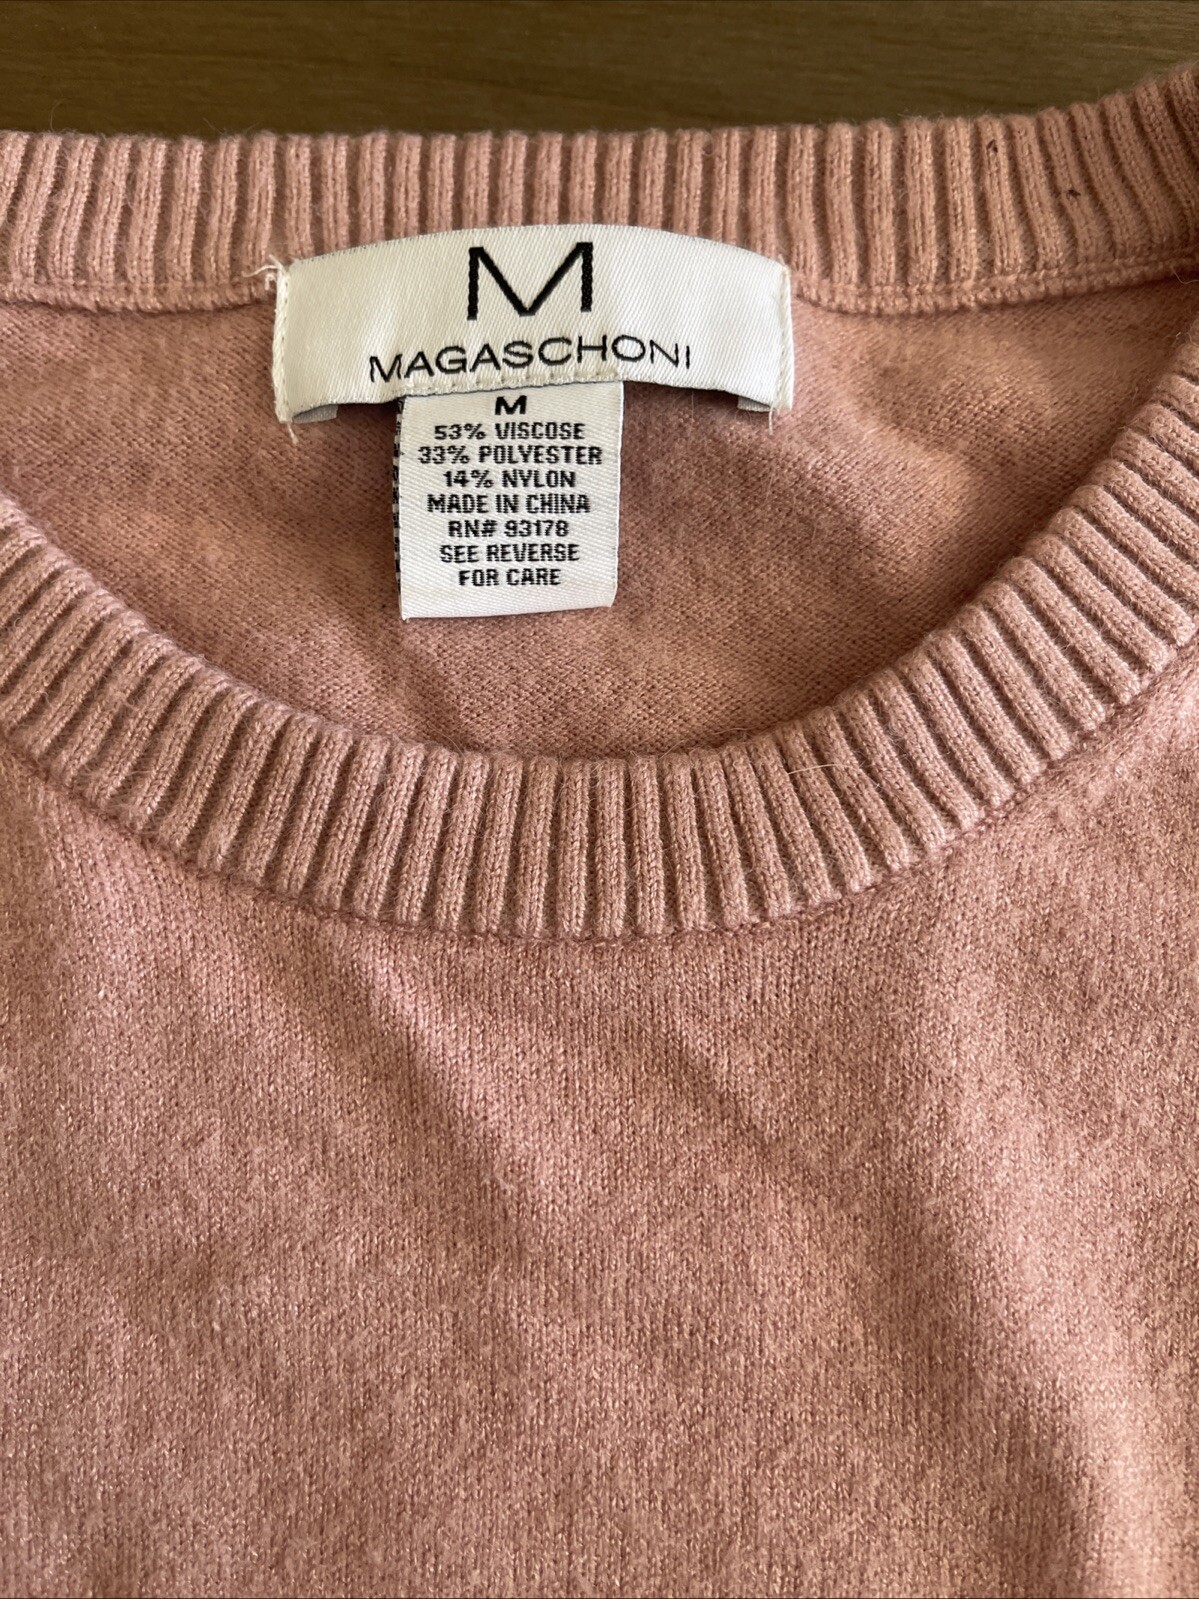 M
MAGASCHONI
M
53% VISCOSE
33% POLYESTER
14% NYLON
MADE IN CHINA
RN# 93178
SEE REVERSE
FOR CARE